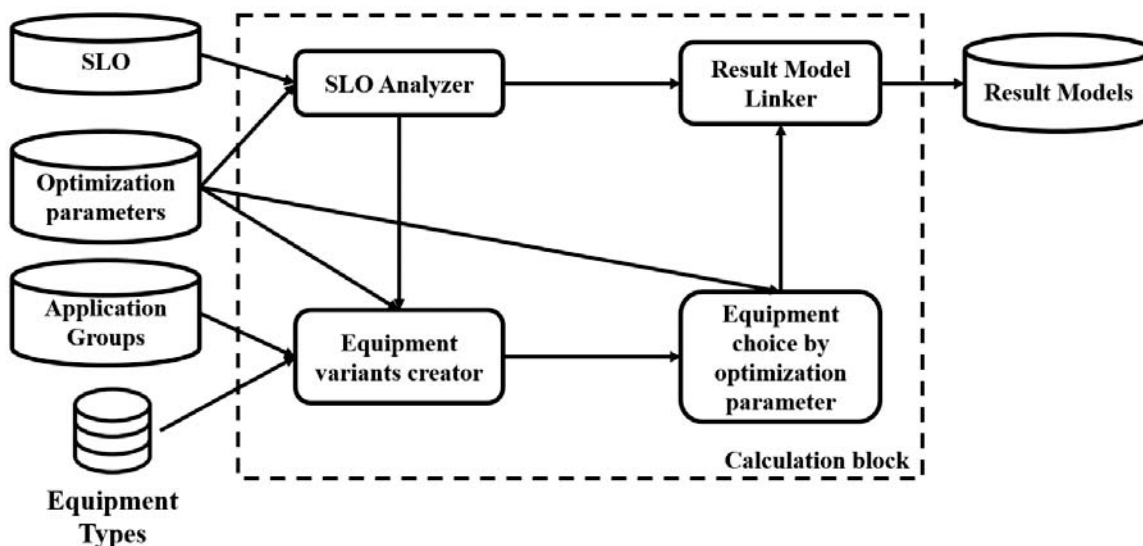 SLO
Optimization
parameters
Application
Groups
Equipment
Types
SLO Analyzer
Equipment
variants creator
Result Model
Linker
Equipment
choice by
optimization
parameter
Calculation block
Result Models